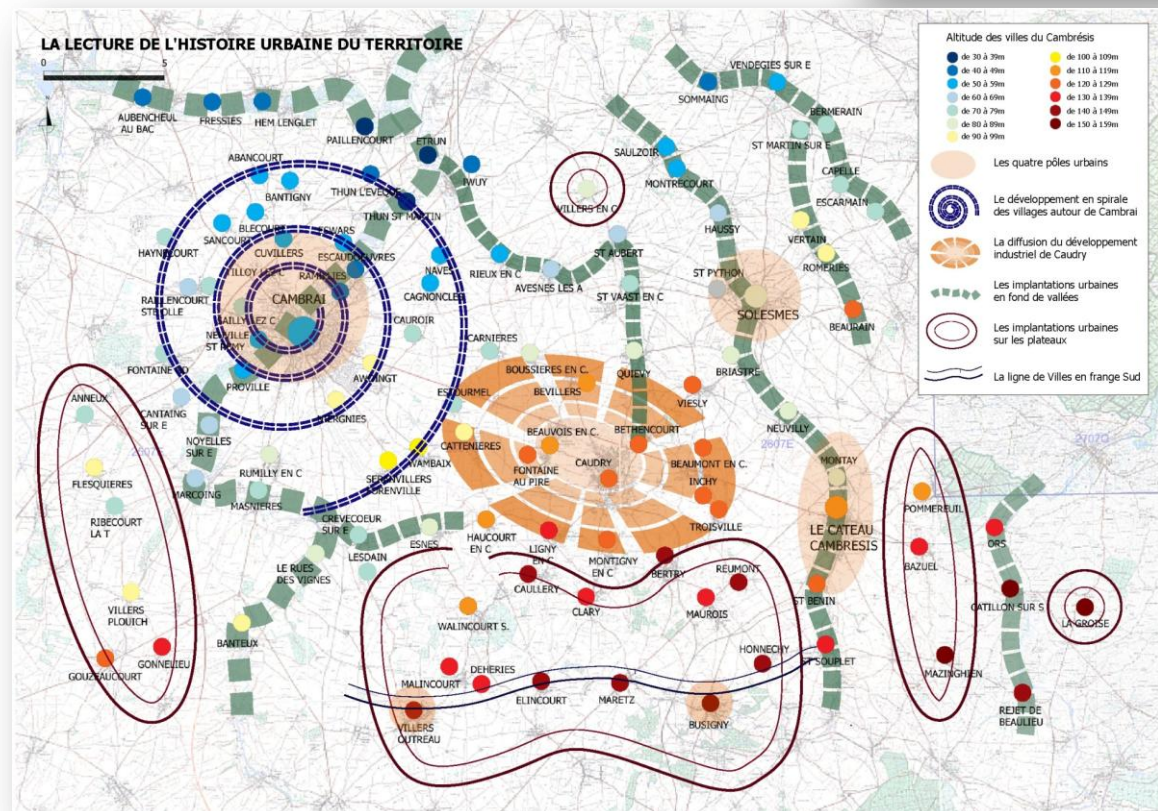 LA LECTURE DE L'HISTOIRE URBAINE DU TERRITOIRE
0
5
N
Altitude des villes du Cambrésis
de 30 à 39m
de 40 à 49m
de 50 à 59m
de 60 à 69m
de 70 à 79m
de 80 à 89m
de 90 à 99m
de 100 à 109m
de 110 à 119m
de 120 à 129m
de 130 à 139m
de 140 à 149m
de 150 à 159m
Les quatre pôles urbains
Le développement en spirale
des villages autour de Cambrai
La diffusion du développement
industriel de Caudry
Les implantations urbaines
en fond de vallées
Les implantations urbaines
sur les plateaux
La ligne de Villes en frange Sud
AUBENCHEUL
AU BAC
FRESSIES
HEM LENGLET
PAILLENCOURT
ETRUN
IWUY
ABANCOURT
BANTIGNY
THUN L'EVEQUE
THUN ST MARTIN
BLECOURT
SANCOURT
HAYNECOURT
CUVILLERS
ESWARS
ESCAUDOEUVRES
TILLOY LEZ C
RAMILLIES
NAVES
CAGNONCLES
RAILLENCOURT
STE OLLE
CAMBRAI
SAILLY LEZ C
NEUVILLE
ST REMY
CAUROIR
FONTAINE ND
PROVILLE
AWOINGT
NIERGNIES
CARNIERES
ESTOURMEL
CANTAING
SUR E
NOYELLES
SUR E
RUMILLY EN C
MARCOING
MASNIERES
SERANVILLERS
FORENVILLE
WAMBAIX
CATTENIERES
CREVECOEUR
SUR E
LESDAIN
ESNES
LE RUES
DES VIGNES
BANTEUX
ANNEUX
FLESQUIERES
RIBECOURT
LA T
VILLERS
PLOUICH
GONNELIEU
GOUZEAUCOURT
VILLERS EN C
RIEUX EN C
AVESNES LES A
ST AUBERT
ST VAAST EN C
SAULZOIR
MONTRECOURT
HAUSSY
ST PYTHON
SOLESMES
SOMMAING
VENDEGIES SUR E
BERMERAIN
ST MARTIN SUR E
CAPELLE
ESCARMAIN
VERTAIN
ROMERIES
BEAURAIN
BRIASTRE
NEUVILLY
MONTAY
LE CATEAU
CAMBRESIS
ST BENIN
ST SOUPLET
BOUSSIERES EN C.
BEVILLERS
QUIEVY
VIESLY
BETHENCOURT
BEAUVOIS EN C.
FONTAINE
AU PIRE
CAUDRY
BEAUMONT EN C.
INCHY
TROISVILLE
HAUCOURT
EN C
LIGNY
EN C
MONTIGNY
EN C
BERTRY
REUMONT
CAULLERY
CLARY
MAUROIS
WALINCOURT S.
HONNECHY
MALINCOURT
DEHERIES
ELINCOURT
MARETZ
BUSIGNY
VILLERS
OUTREAU
POMMEREUIL
BAZUEL
MAZINGHIEN
ORS
CATILLON SUR S
LA GROISE
REJET DE
BEAULIEU
2607E
2707O